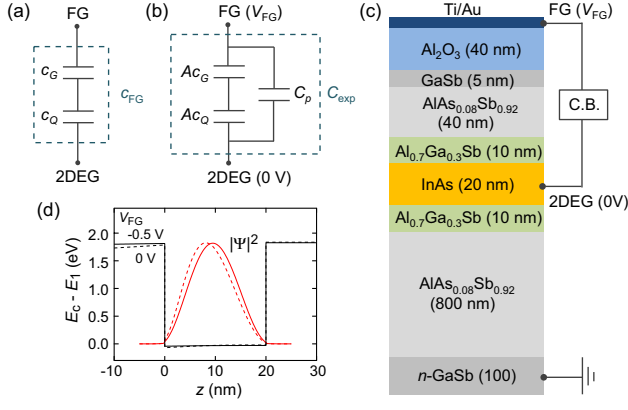 (a)
FG
c_G
c_Q
c_FG
2DEG
(b)
FG (V_FG)
Ac_G
Ac_Q
C_p
C_exp
2DEG (0 V)
(c)
Ti/Au
FG (V_FG)
Al₂O₃ (40 nm)
GaSb (5 nm)
AlAs₀.₀₈Sb₀.₉₂
(40 nm)
C.B.
Al₀.₇Ga₀.₃Sb (10 nm)
InAs (20 nm)
2DEG (0V)
Al₀.₇Ga₀.₃Sb (10 nm)
AlAs₀.₀₈Sb₀.₉₂
(800 nm)
n-GaSb (100)
(d)
V_FG
-0.5 V
0 V
|Ψ|²
E_c - E_1 (eV)
2.0
1.5
1.0
0.5
0.0
-10 0 10 20 30
z (nm)